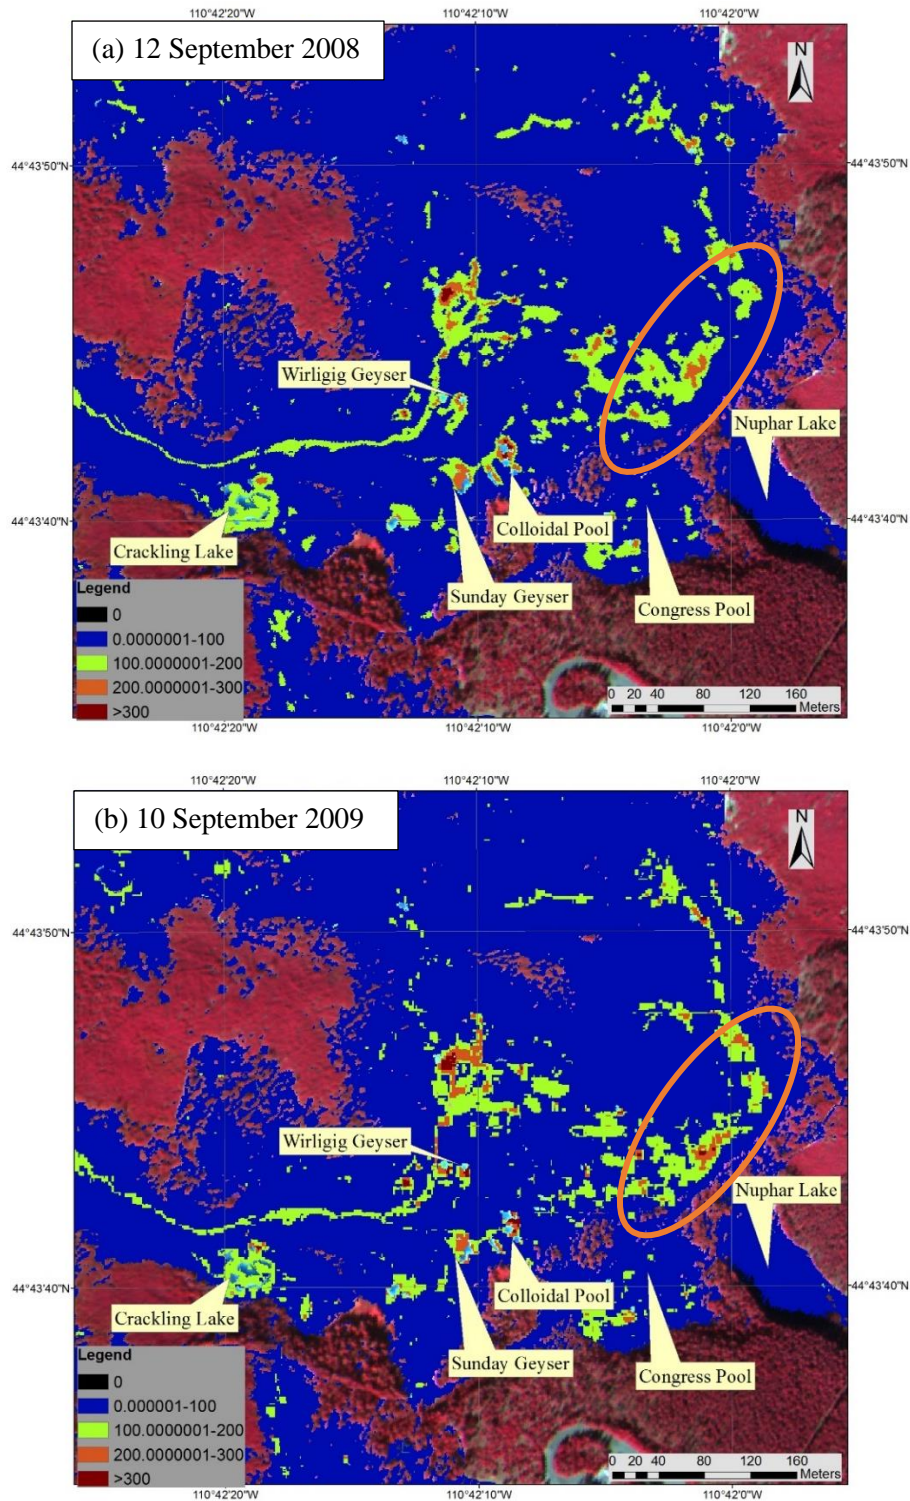 110°42'20"W 110°42'10"W 110°42'0"W
(a) 12 September 2008
N
44°43'50"N 44°43'50"N
Wirligig Geyser
Nuphar Lake
44°43'40"N 44°43'40"N
Colloidal Pool
Crackling Lake
Sunday Geyser
Congress Pool
Legend
0
0.0000001-100
100.0000001-200
200.0000001-300
>300
0 20 40 80 120 160
Meters
110°42'20"W 110°42'10"W 110°42'0"W
110°42'20"W 110°42'10"W 110°42'0"W
(b) 10 September 2009
N
44°43'50"N 44°43'50"N
Wirligig Geyser
Nuphar Lake
44°43'40"N 44°43'40"N
Colloidal Pool
Crackling Lake
Sunday Geyser
Congress Pool
Legend
0
0.000001-100
100.0000001-200
200.0000001-300
>300
0 20 40 80 120 160
Meters
110°42'20"W 110°42'10"W 110°42'0"W